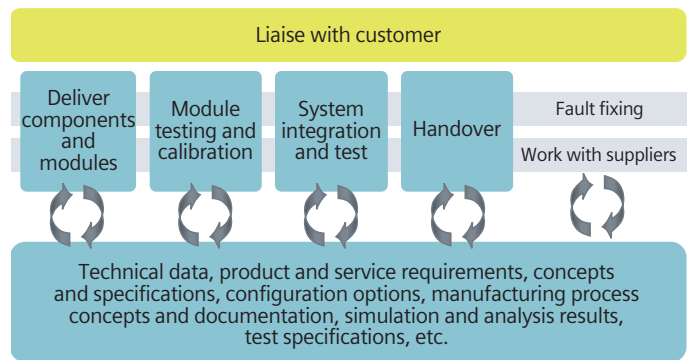 Liaise with customer
Deliver
components
and
modules
Module
testing and
calibration
System
integration
and test
Handover
Fault fixing
Work with suppliers
Technical data, product and service requirements, concepts
and specifications, configuration options, manufacturing process
concepts and documentation, simulation and analysis results,
test specifications, etc.